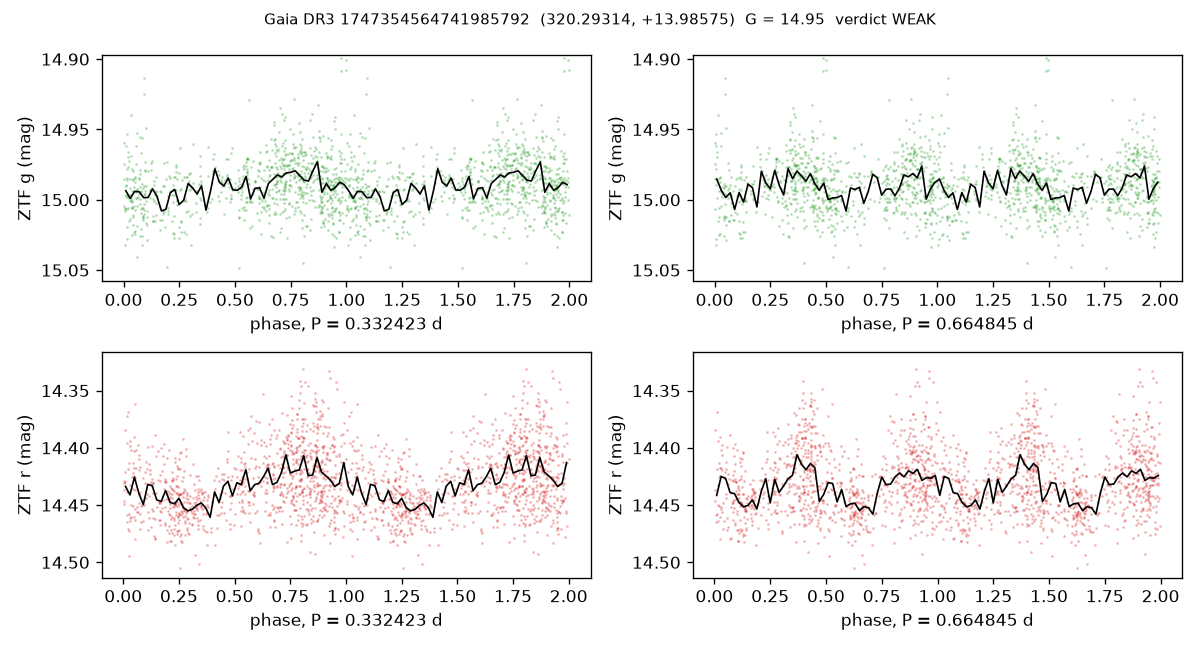 Gaia DR3 1747354564741985792 (320.29314, +13.98575) G = 14.95 verdict WEAK
ZTF g (mag)
14.90
14.95
15.00
15.05
0.00 0.25 0.50 0.75 1.00 1.25 1.50 1.75 2.00
phase, P = 0.332423 d
ZTF g (mag)
14.90
14.95
15.00
15.05
0.00 0.25 0.50 0.75 1.00 1.25 1.50 1.75 2.00
phase, P = 0.664845 d
ZTF r (mag)
14.35
14.40
14.45
14.50
0.00 0.25 0.50 0.75 1.00 1.25 1.50 1.75 2.00
phase, P = 0.332423 d
ZTF r (mag)
14.35
14.40
14.45
14.50
0.00 0.25 0.50 0.75 1.00 1.25 1.50 1.75 2.00
phase, P = 0.664845 d